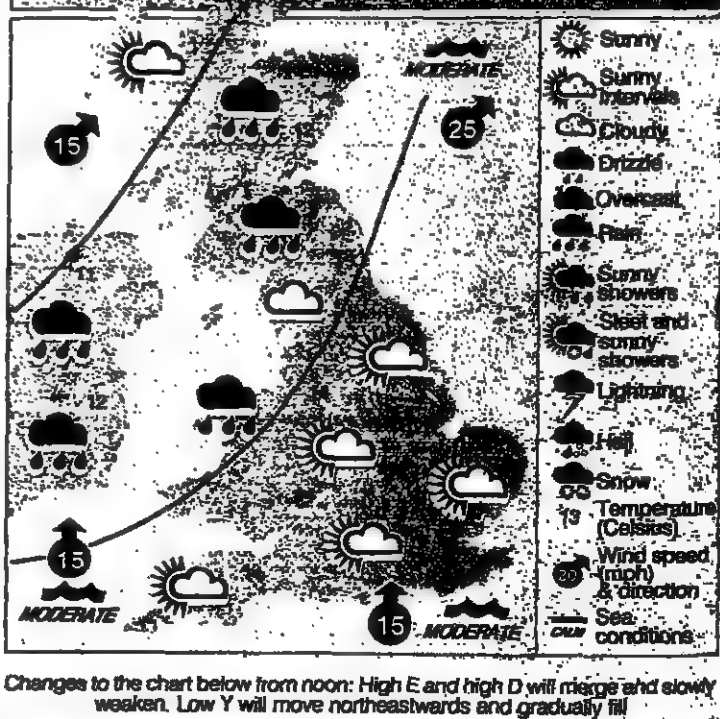 MODERATE
15
25
12
11
12
15
MODERATE
15
MODERATE
Sunny
Sunny
intervals
Cloudy
Drizzle
Overcast
Rain
Sunny
showers
Sleet and
sunny
showers
Lightning
Hail
Snow
13
Temperature
(Celsius)
20
Wind speed
(mph)
& direction
CALM
Sea
conditions
Changes to the chart below from noon: High E and high D will merge and slowly
weaken. Low Y will move northeastwards and gradually fill